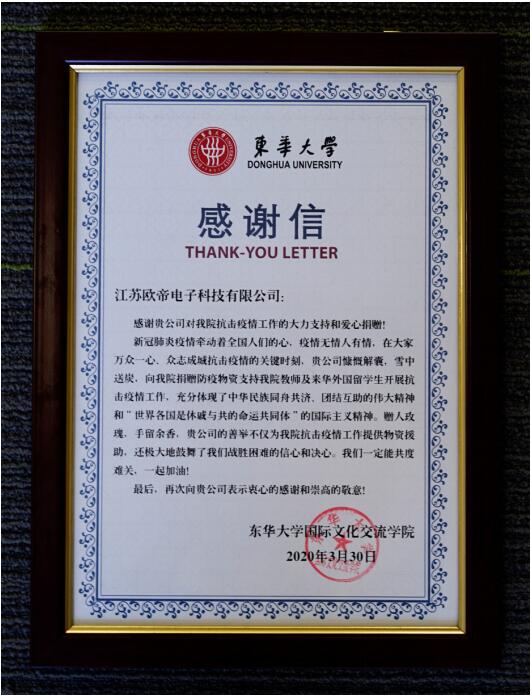 東華大學
DONGHUA UNIVERSITY
感谢信
THANK-YOU LETTER
江苏欧帝电子科技有限公司:
感谢贵公司对我院抗击疫情工作的大力支持和爱心捐赠!
新冠肺炎疫情牵动着全国人们的心,疫情无情人有情,在大家
万众一心、众志成城抗击疫情的关键时刻,贵公司慷慨解囊,雪中
送炭,向我院捐赠防疫物资支持我院教师及来华外国留学生开展抗
击疫情工作,充分体现了中华民族同舟共济、团结互助的伟大精神
和“世界各国是休戚与共的命运共同体”的国际主义精神。赠人玫
瑰,手留余香,贵公司的善举不仅为我院抗击疫情工作提供物资援
助,还极大地鼓舞了我们战胜困难的信心和决心。我们一定能共度
难关,一起加油!
最后,再次向贵公司表示衷心的感谢和崇高的敬意!
东华大学国际文化交流学院
2020年3月30日